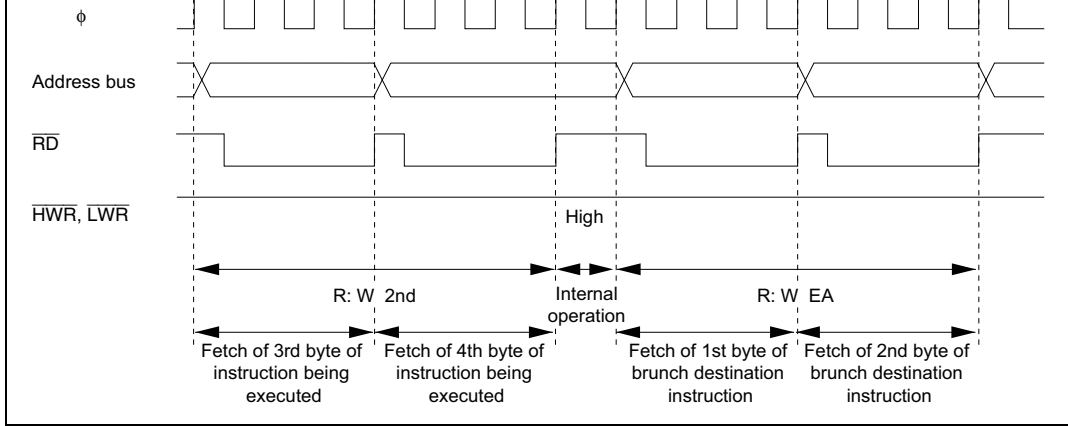 ϕ
Address bus
RD
HWR, LWR
High
R: W 2nd
Internal
operation
R: W EA
Fetch of 3rd byte of
instruction being
executed
Fetch of 4th byte of
instruction being
executed
Fetch of 1st byte of
brunch destination
instruction
Fetch of 2nd byte of
brunch destination
instruction